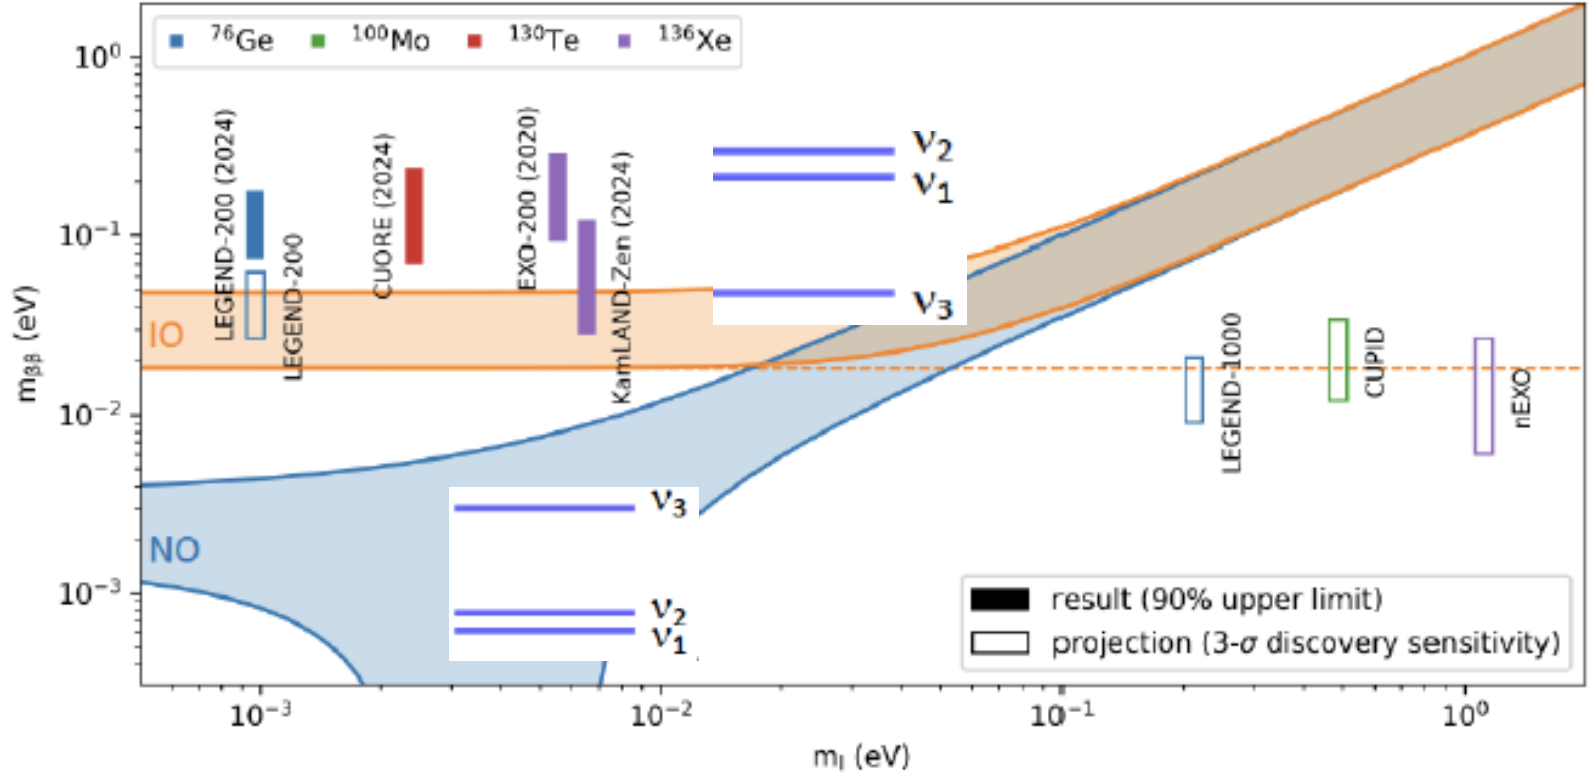 ⁷⁶Ge ¹⁰⁰Mo ¹³⁰Te ¹³⁶Xe
10⁰
10⁻¹
10⁻²
10⁻³
m_ββ (eV)
LEGEND-200 (2024)
LEGEND-200
CUORE (2024)
EXO-200 (2020)
KamLAND-Zen (2024)
ν₂
ν₁
ν₃
IO
LEGEND-1000
CUPID
nEXO
NO
ν₃
ν₂
ν₁
result (90% upper limit)
projection (3-σ discovery sensitivity)
10⁻³ 10⁻² 10⁻¹ 10⁰
m_l (eV)